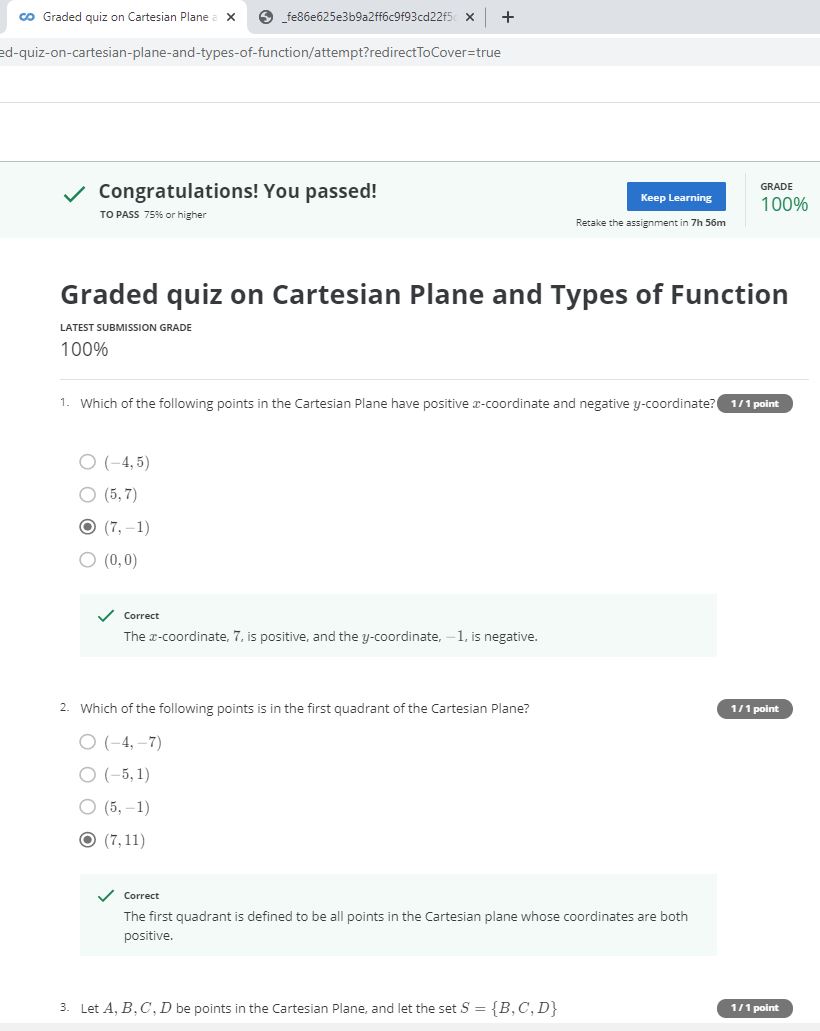 Graded quiz on Cartesian Plane a
_fe86e625e3b9a2ff6c9f93cd22f5c
ed-quiz-on-cartesian-plane-and-types-of-function/attempt?redirectToCover=true
Congratulations! You passed!
TO PASS 75% or higher
Keep Learning
Retake the assignment in 7h 56m
GRADE
100%
Graded quiz on Cartesian Plane and Types of Function
LATEST SUBMISSION GRADE
100%
1. Which of the following points in the Cartesian Plane have positive x-coordinate and negative y-coordinate? 1 / 1 point
(−4, 5)
(5, 7)
(7, −1)
(0, 0)
Correct
The x-coordinate, 7, is positive, and the y-coordinate, −1, is negative.
2. Which of the following points is in the first quadrant of the Cartesian Plane? 1 / 1 point
(−4, −7)
(−5, 1)
(5, −1)
(7, 11)
Correct
The first quadrant is defined to be all points in the Cartesian plane whose coordinates are both
positive.
3. Let A, B, C, D be points in the Cartesian Plane, and let the set S = {B, C, D} 1 / 1 point